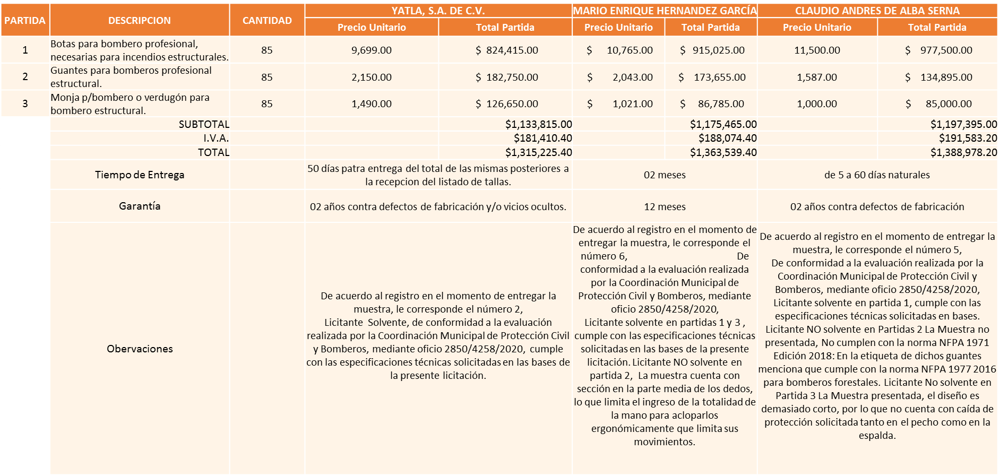 PARTIDA DESCRIPCION CANTIDAD YATLA, S.A. DE C.V. MARIO ENRIQUE HERNANDEZ GARCÍA CLAUDIO ANDRES DE ALBA SERNA
Precio Unitario Total Partida Precio Unitario Total Partida Precio Unitario Total Partida
1 Botas para bombero profesional,
necesarias para incendios estructurales. 85 9,699.00 $ 824,415.00 $ 10,765.00 $ 915,025.00 11,500.00 $ 977,500.00
2 Guantes para bomberos profesional
estructural. 85 2,150.00 $ 182,750.00 $ 2,043.00 $ 173,655.00 1,587.00 $ 134,895.00
3 Monja p/bombero o verdugón para
bombero estructural. 85 1,490.00 $ 126,650.00 $ 1,021.00 $ 86,785.00 1,000.00 $ 85,000.00
SUBTOTAL $1,133,815.00 $1,175,465.00 $1,197,395.00
I.V.A. $181,410.40 $188,074.40 $191,583.20
TOTAL $1,315,225.40 $1,363,539.40 $1,388,978.20
Tiempo de Entrega
50 días patra entrega del total de las mismas posteriores a
la recepcion del listado de tallas.
02 meses
de 5 a 60 días naturales
Garantía
02 años contra defectos de fabricación y/o vicios ocultos.
12 meses
02 años contra defectos de fabricación
Obervaciones
De acuerdo al registro en el momento de entregar la
muestra, le corresponde el número 2,
Licitante Solvente, de conformidad a la evaluación
realizada por la Coordinación Municipal de Protección Civil
y Bomberos, mediante oficio 2850/4258/2020, cumple
con las especificaciones técnicas solicitadas en las bases de
la presente licitación.
De acuerdo al registro en el momento de
entregar la muestra, le corresponde el
número 6, De
conformidad a la evaluación realizada
por la Coordinación Municipal de
Protección Civil y Bomberos, mediante
oficio 2850/4258/2020,
Licitante solvente en partidas 1 y 3 ,
cumple con las especificaciones técnicas
solicitadas en las bases de la presente
licitación. Licitante NO solvente en
partida 2, La muestra cuenta con
sección en la parte media de los dedos,
lo que limita el ingreso de la totalidad de
la mano para acloparlos
ergonómicamente que limita sus
movimientos.
De acuerdo al registro en el momento de entregar la
muestra, le corresponde el número 5,
De conformidad a la evaluación realizada por la
Coordinación Municipal de Protección Civil y
Bomberos, mediante oficio 2850/4258/2020,
Licitante solvente en partida 1, cumple con las
especificaciones técnicas solicitadas en bases.
Licitante NO solvente en Partidas 2 La Muestra no
presentada, No cumplen con la norma NFPA 1971
Edición 2018: En la etiqueta de dichos guantes
menciona que cumple con la norma NFPA 1977 2016
para bomberos forestales. Licitante No solvente en
Partida 3 La Muestra presentada, el diseño es
demasiado corto, por lo que no cuenta con caída de
protección solicitada tanto en el pecho como en la
espalda.